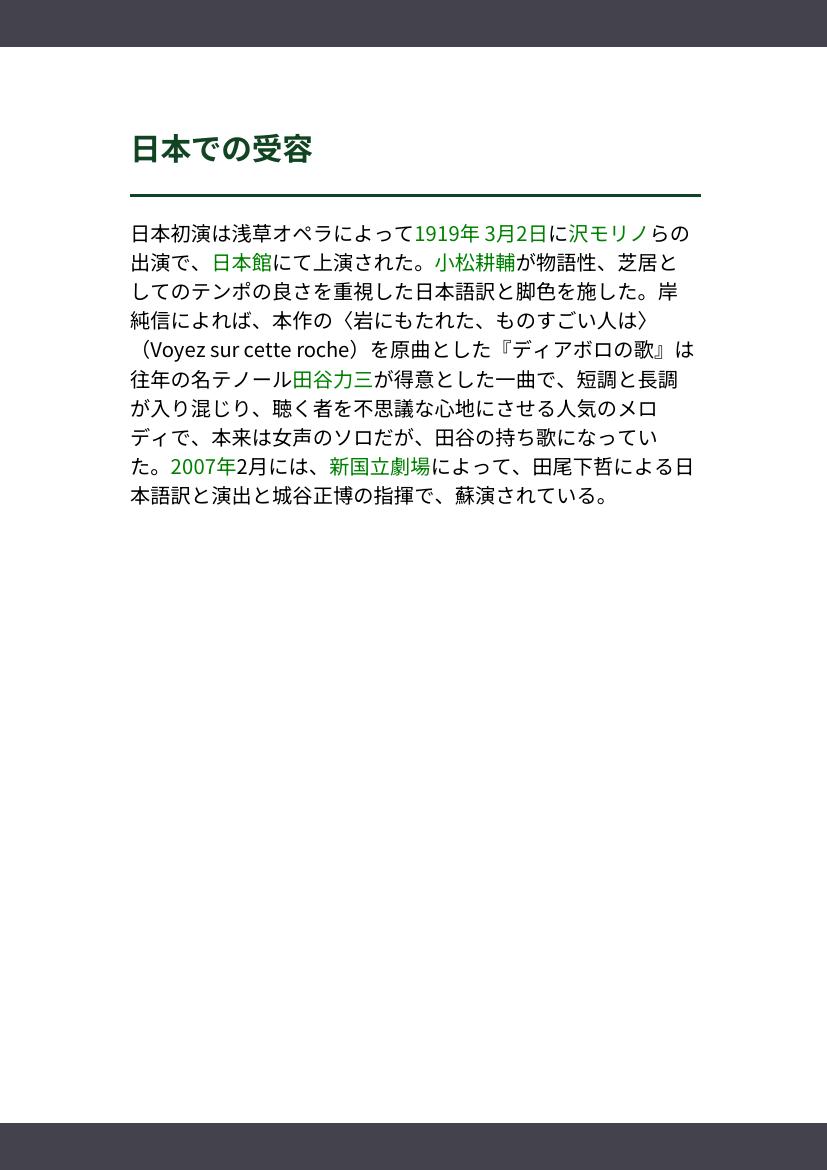 日本での受容
日本初演は浅草オペラによって1919年 3月2日に沢モリノらの
出演で、日本館にて上演された。小松耕輔が物語性、芝居と
してのテンポの良さを重視した日本語訳と脚色を施した。岸
純信によれば、本作の〈岩にもたれた、ものすごい人は〉
（Voyez sur cette roche）を原曲とした『ディアボロの歌』は
往年の名テノール田谷力三が得意とした一曲で、短調と長調
が入り混じり、聴く者を不思議な心地にさせる人気のメロ
ディで、本来は女声のソロだが、田谷の持ち歌になってい
た。2007年2月には、新国立劇場によって、田尾下哲による日
本語訳と演出と城谷正博の指揮で、蘇演されている。